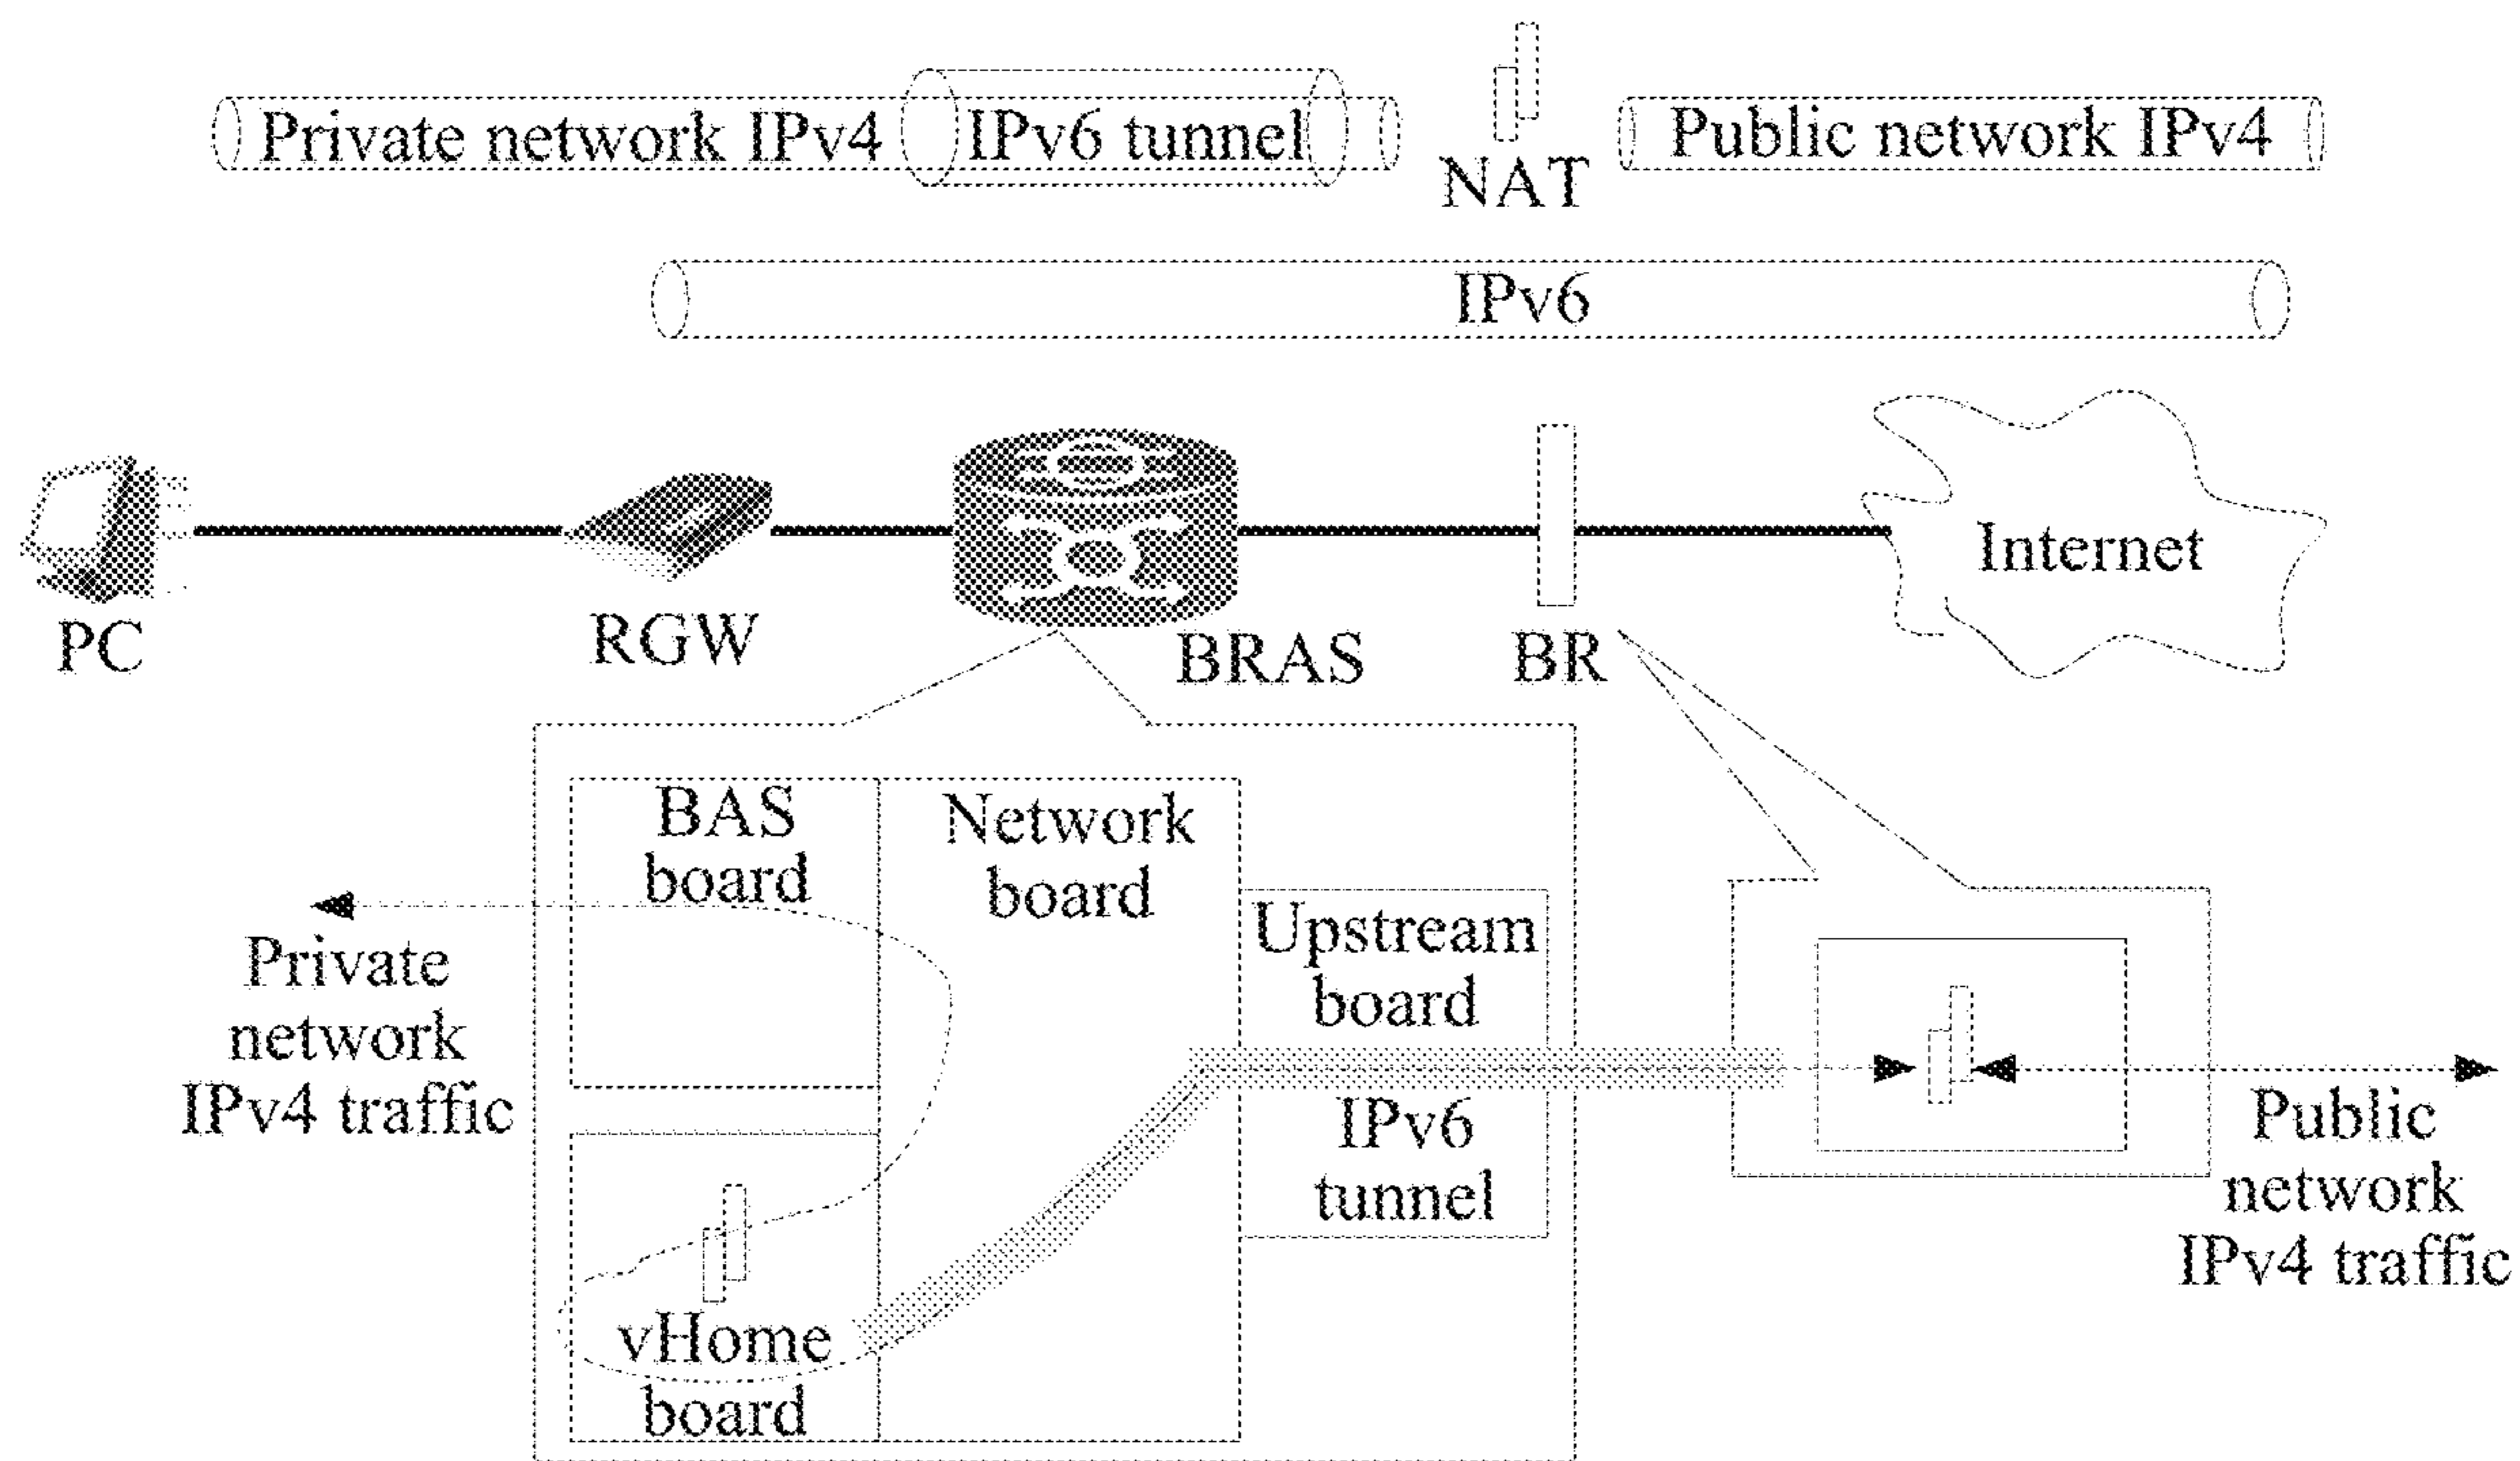 Private network IPv4
IPv6 tunnel
NAT
Public network IPv4
IPv6
Internet
PC
RGW
BRAS
BR
BAS
board
Network
board
Upstream
board
Private
network
IPv4 traffic
IPv6
tunnel
Public
network
IPv4 traffic
vHome
board